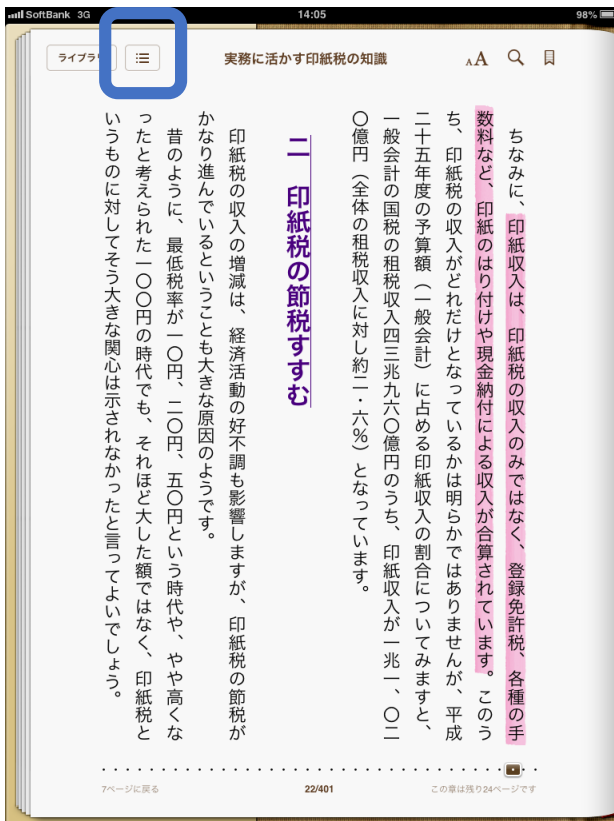 SoftBank 3G
14:05
98%
ライブラ
実務に活かす印紙税の知識
AA
ちなみに、印紙収入は、印紙税の収入のみではなく、登録免許税、各種の手
数料など、印紙のはり付けや現金納付による収入が合算されています。このう
ち、印紙税の収入がどれだけとなっているかは明らかではありませんが、平成
二十五年度の予算額（一般会計）に占める印紙収入の割合についてみますと、
一般会計の国税の租税収入四三兆九六〇億円のうち、印紙収入が一兆一、〇二
〇億円（全体の租税収入に対し約二・六％）となっています。
二　印紙税の節税すすむ
印紙税の収入の増減は、経済活動の好不調も影響しますが、印紙税の節税が
かなり進んでいるということも大きな原因のようです。
昔のように、最低税率が一〇円、二〇円、五〇円という時代や、やや高くな
ったと考えられた一〇〇円の時代でも、それほど大した額ではなく、印紙税と
いうものに対してそう大きな関心は示されなかったと言ってよいでしょう。
7ページに戻る
22/401
この章は残り24ページです